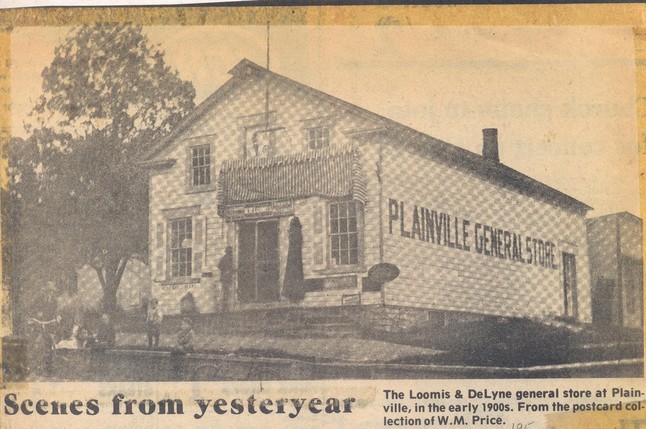 PLAINVILLE GENERAL STORE
Scenes from yesteryear
The Loomis & DeLyne general store at Plain-
ville, in the early 1900s. From the postcard col-
lection of W.M. Price.